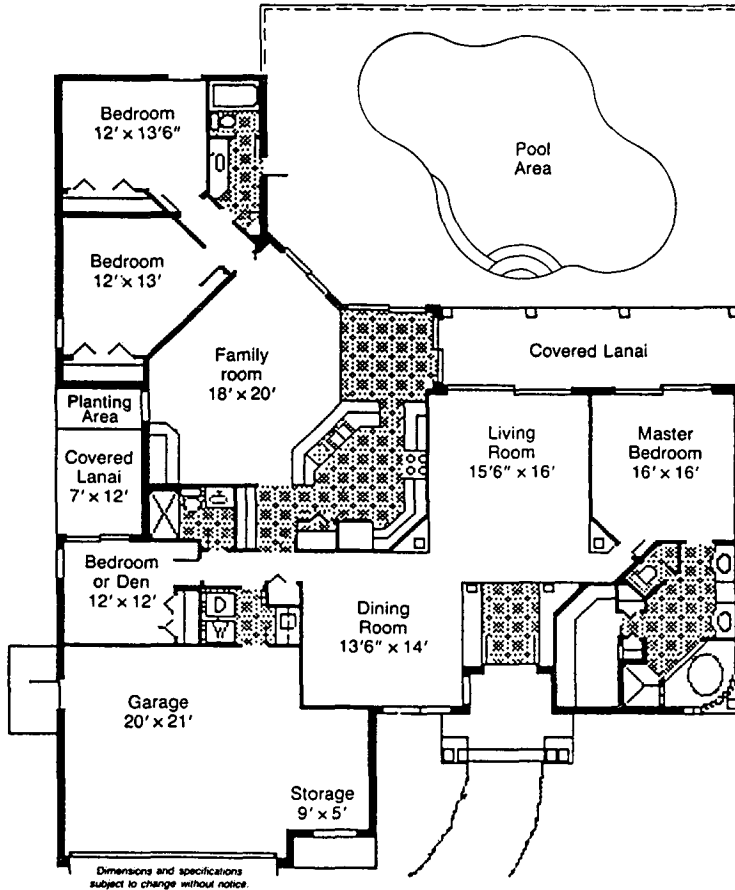 Bedroom
12' × 13'6"
Pool
Area
Bedroom
12' × 13'
Family
room
18' × 20'
Covered Lanai
Planting
Area
Covered
Lanai
7' × 12'
Living
Room
15'6" × 16'
Master
Bedroom
16' × 16'
Bedroom
or Den
12' × 12'
D
W
Dining
Room
13'6" × 14'
Garage
20' × 21'
Storage
9' × 5'
Dimensions and specifications
subject to change without notice.